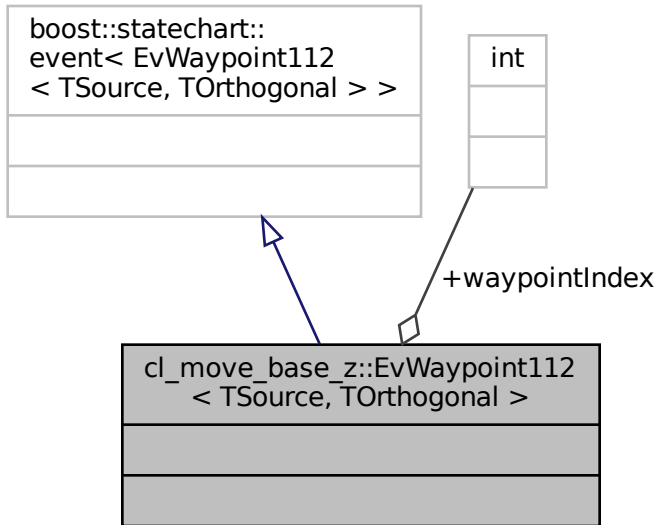 boost::statechart::
event< EvWaypoint112
< TSource, TOrthogonal > >
int
+waypointIndex
cl_move_base_z::EvWaypoint112
< TSource, TOrthogonal >